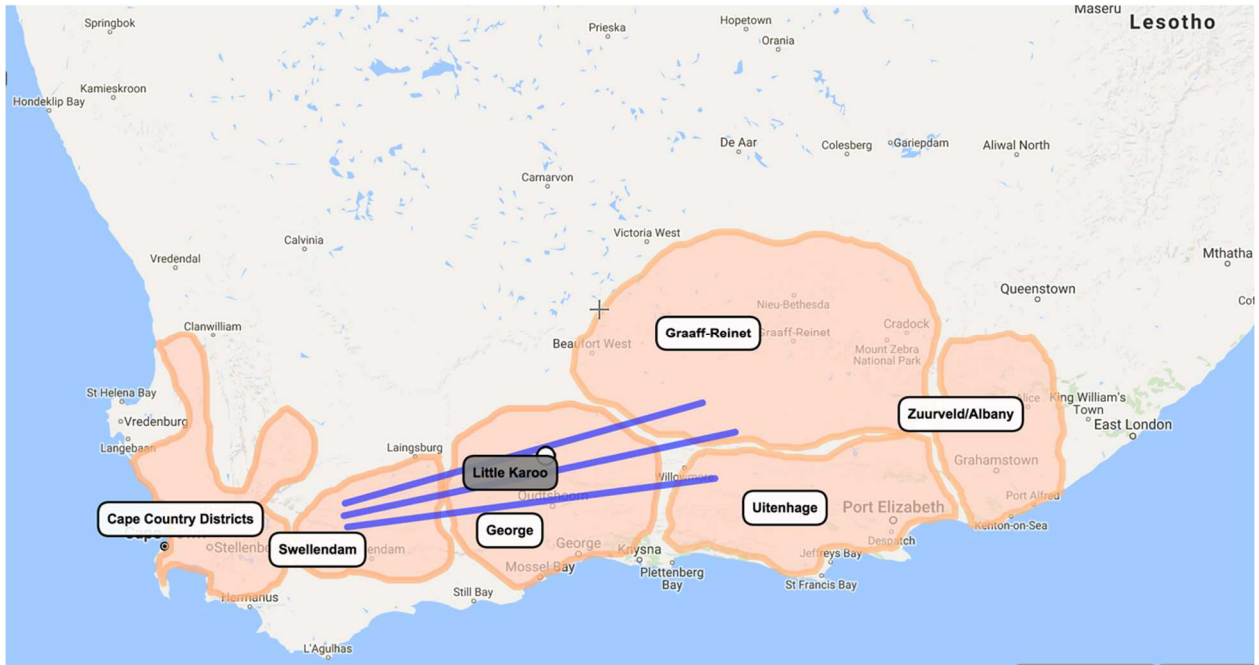 Maseru
Lesotho
Springbok
Prieska
Hopetown
Orania
Kamieskroon
Hondeklip Bay
De Aar
Colesberg
Gariepdam
Aliwal North
Carnarvon
Calvinia
Victoria West
Vredendal
Mthatha
Queenstown
Nieu-Bethesda
Clanwilliam
Graaff-Reinet
Graaff-Reinet
Cradock
Beaufort West
Mount Zebra
National Park
St Helena Bay
Vredenburg
Zuurveld/Albany
King William's
Town
East London
Langebaan
Laingsburg
Grahamstown
Little Karoo
Willowmore
Oudtshoorn
Port Alfred
Uitenhage
Port Elizabeth
Cape Country Districts
Kenton-on-Sea
George
Despatch
Swellendam
George
Knysna
Jeffreys Bay
Mossel Bay
Plettenberg
Bay
St Francis Bay
Still Bay
Hermanus
L'Agulhas